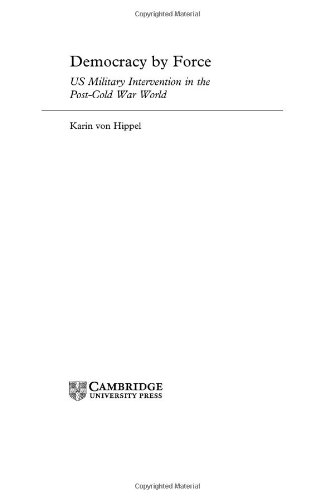 Copyrighted Material
Democracy by Force
US Military Intervention in the
Post–Cold War World
Karin von Hippel
CAMBRIDGE
UNIVERSITY PRESS
Copyrighted Material